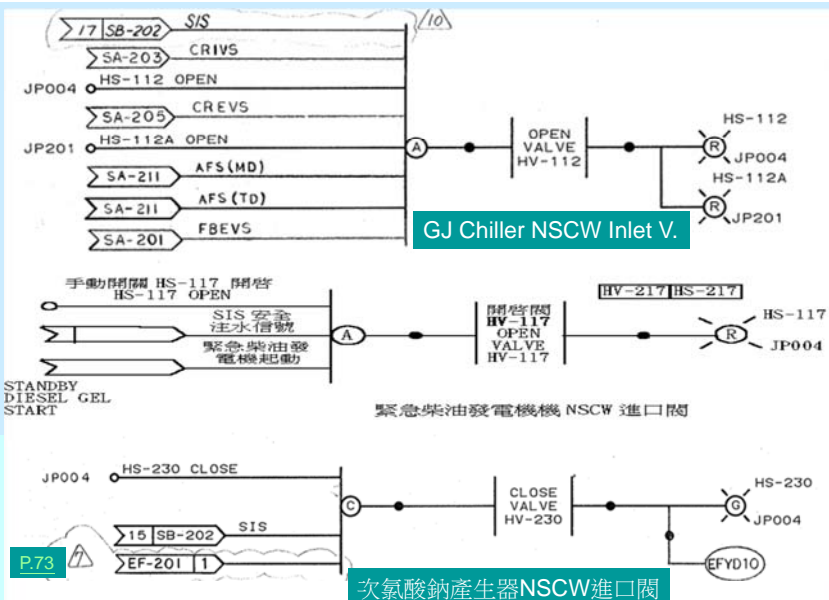 17 SB-202 SIS 10
SA-203 CRIVS
JP004 HS-112 OPEN
SA-205 CREVS
JP201 HS-112A OPEN
SA-211 AFS(MD)
SA-211 AFS(TD)
SA-201 FBEVS
A
OPEN
VALVE
HV-112
HS-112
R
JP004
HS-112A
R
JP201
GJ Chiller NSCW Inlet V.
手動開關 HS-117 開啓
HS-117 OPEN
SIS 安全
注水信號
緊急柴油發
電機起動
STANDBY
DIESEL GEL
START
A
開啓閥
HV-117
OPEN
VALVE
HV-117
HV-217 HS-217
HS-117
R
JP004
緊急柴油發電機機 NSCW 進口閥
JP004 HS-230 CLOSE
15 SB-202 SIS
EF-201 1
7
C
CLOSE
VALVE
HV-230
HS-230
G
JP004
EFYD10
P.73
次氯酸鈉產生器NSCW進口閥